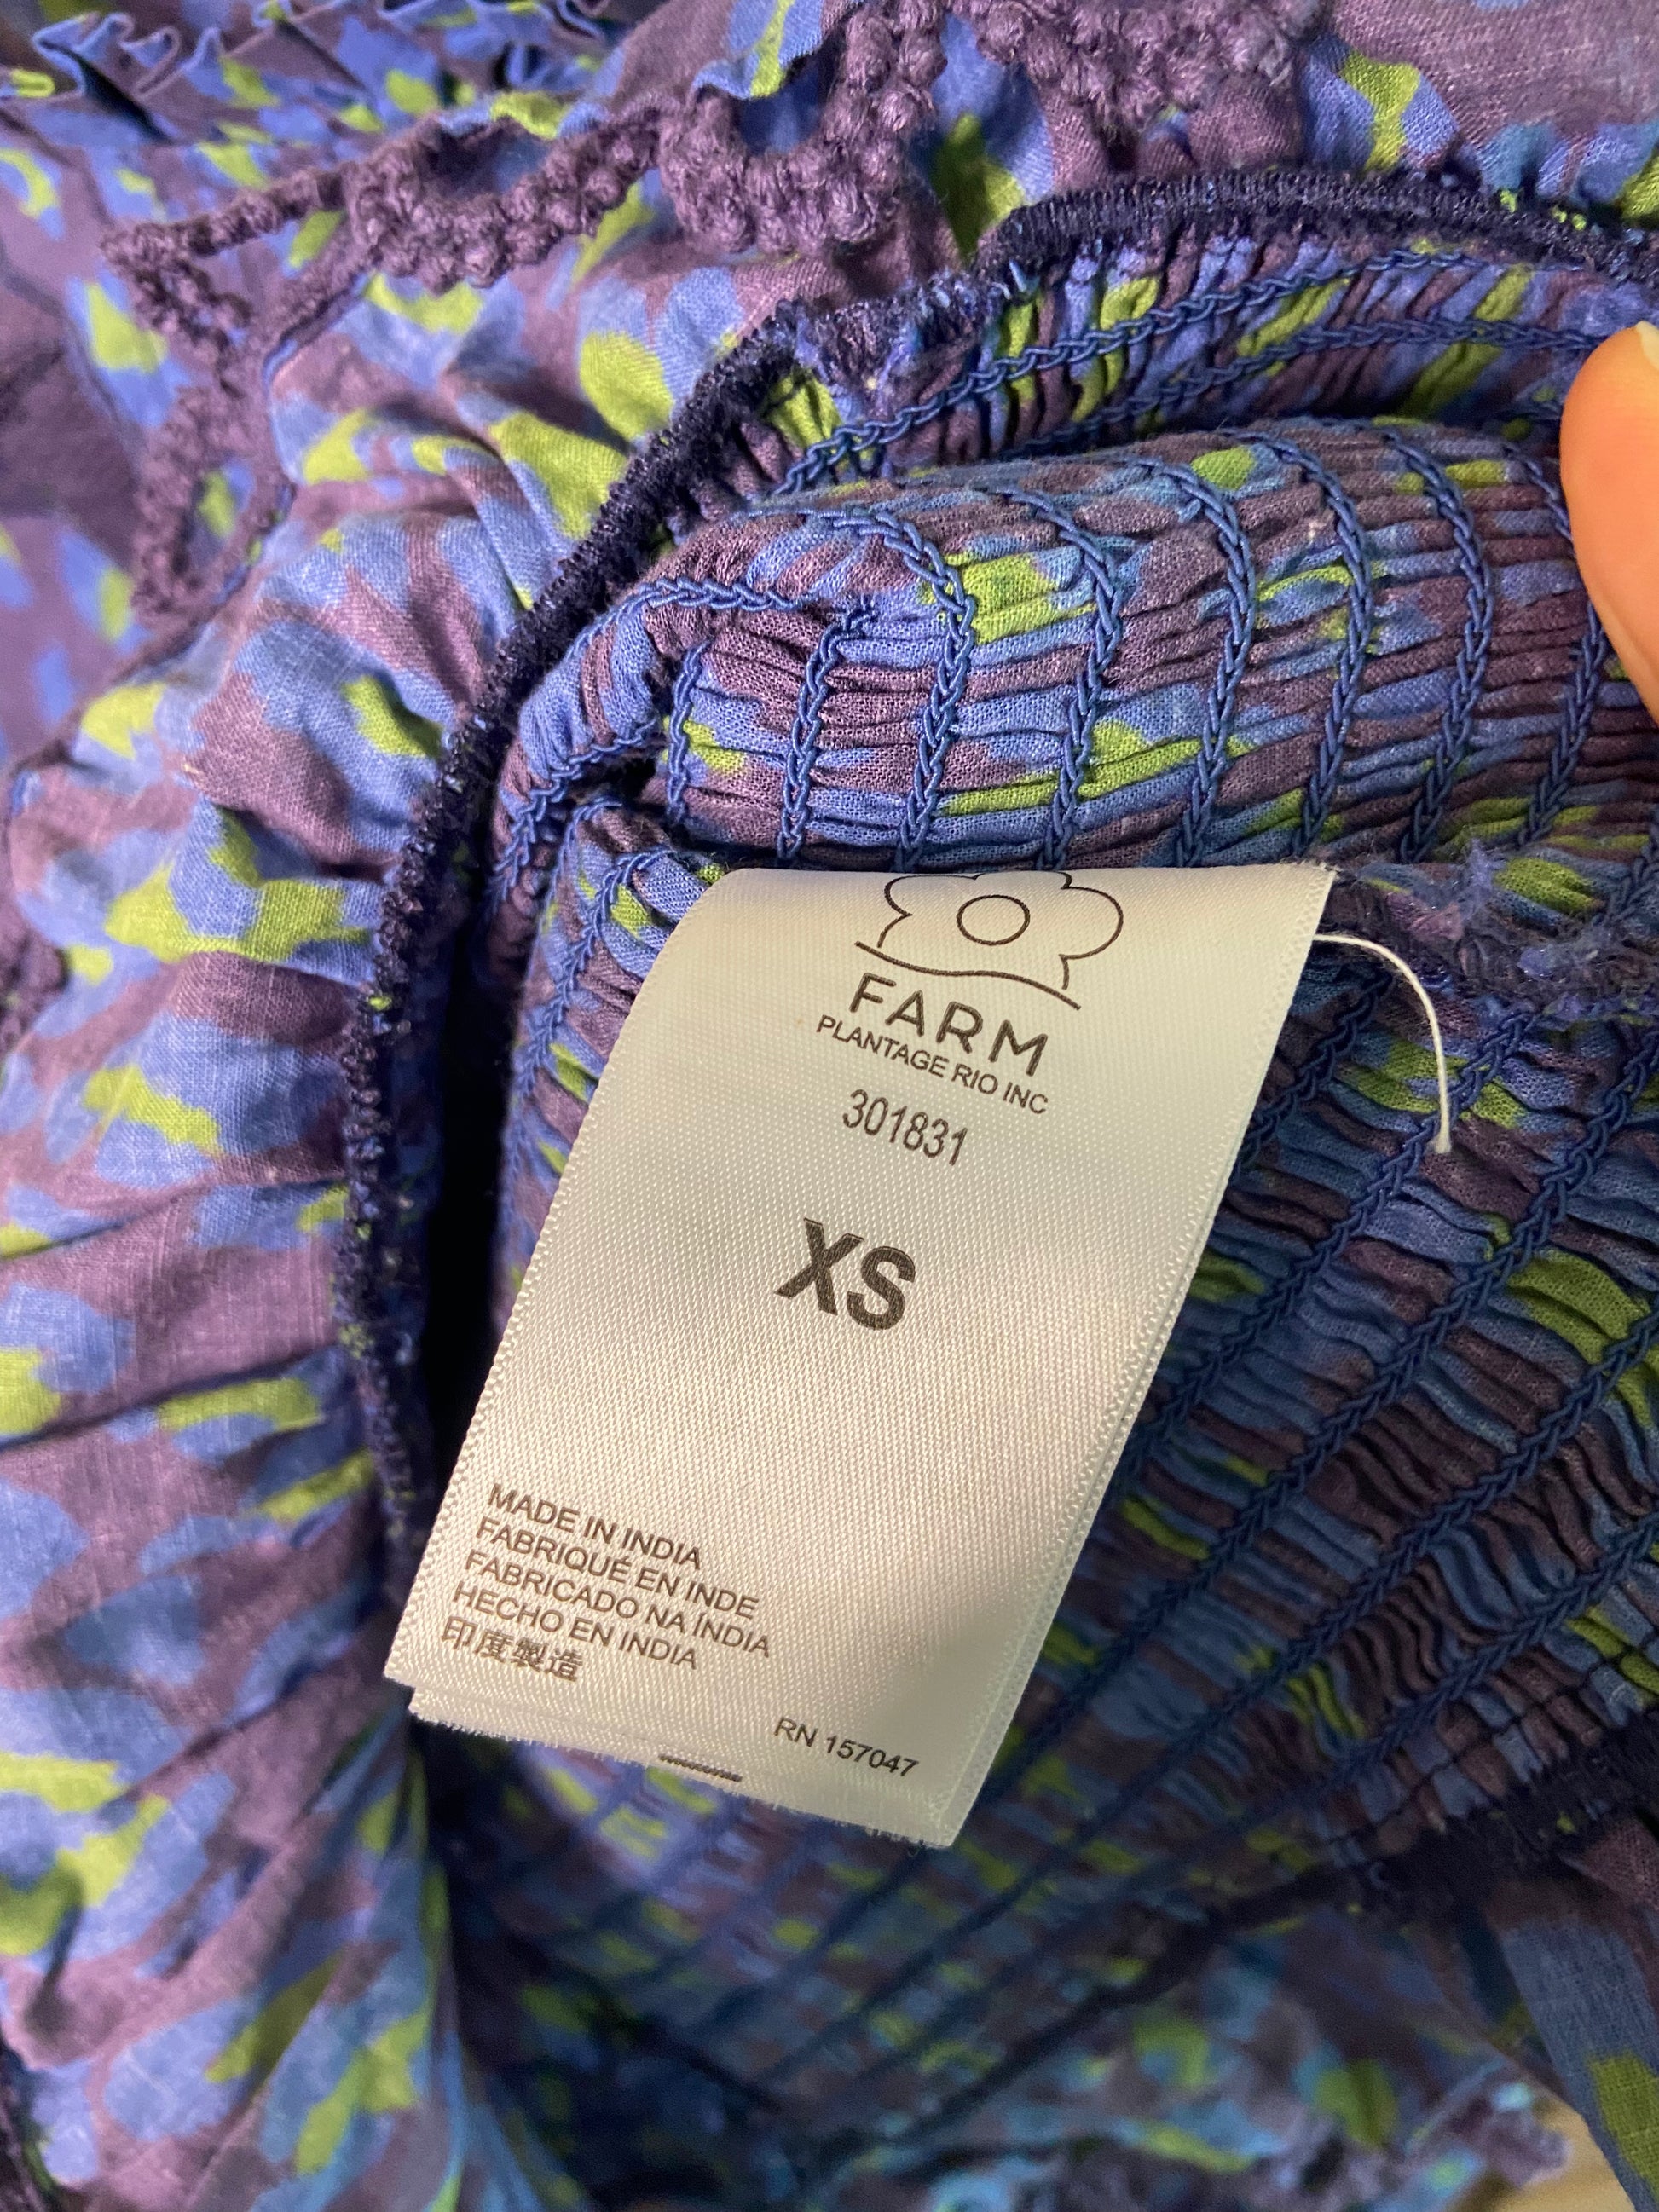 FARM
PLANTAGE RIO INC
301831
XS
MADE IN INDIA
FABRIQUÉ EN INDE
FABRICADO NA ÍNDIA
HECHO EN INDIA
印度製造
RN 157047